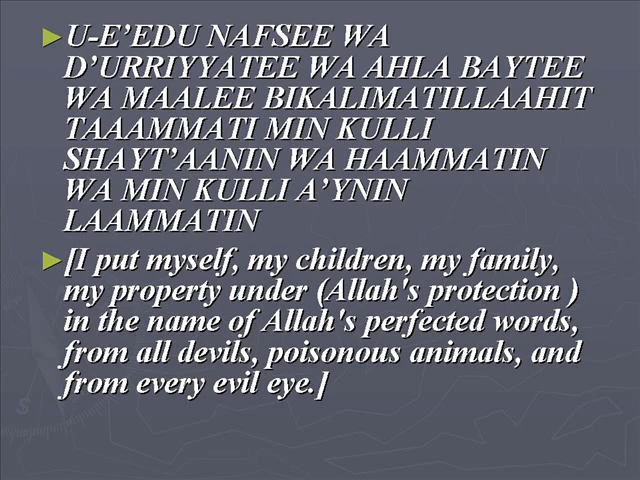 ►U-E’EDU NAFSEE WA
D’URRIYYATEE WA AHLA BAYTEE
WA MAALEE BIKALIMATILLAAHIT
TAAAMMATI MIN KULLI
SHAYT’AANIN WA HAAMMATIN
WA MIN KULLI A’YNIN
LAAMMATIN
►[I put myself, my children, my family,
my property under (Allah's protection )
in the name of Allah's perfected words,
from all devils, poisonous animals, and
from every evil eye.]